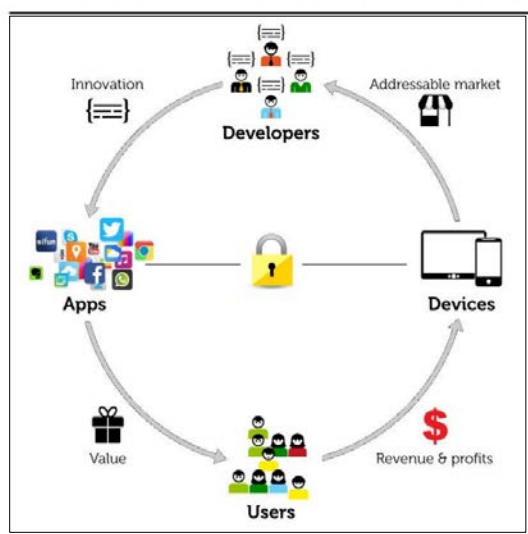 Innovation
Addressable market
Developers
Apps
Devices
Value
Revenue & profits
Users